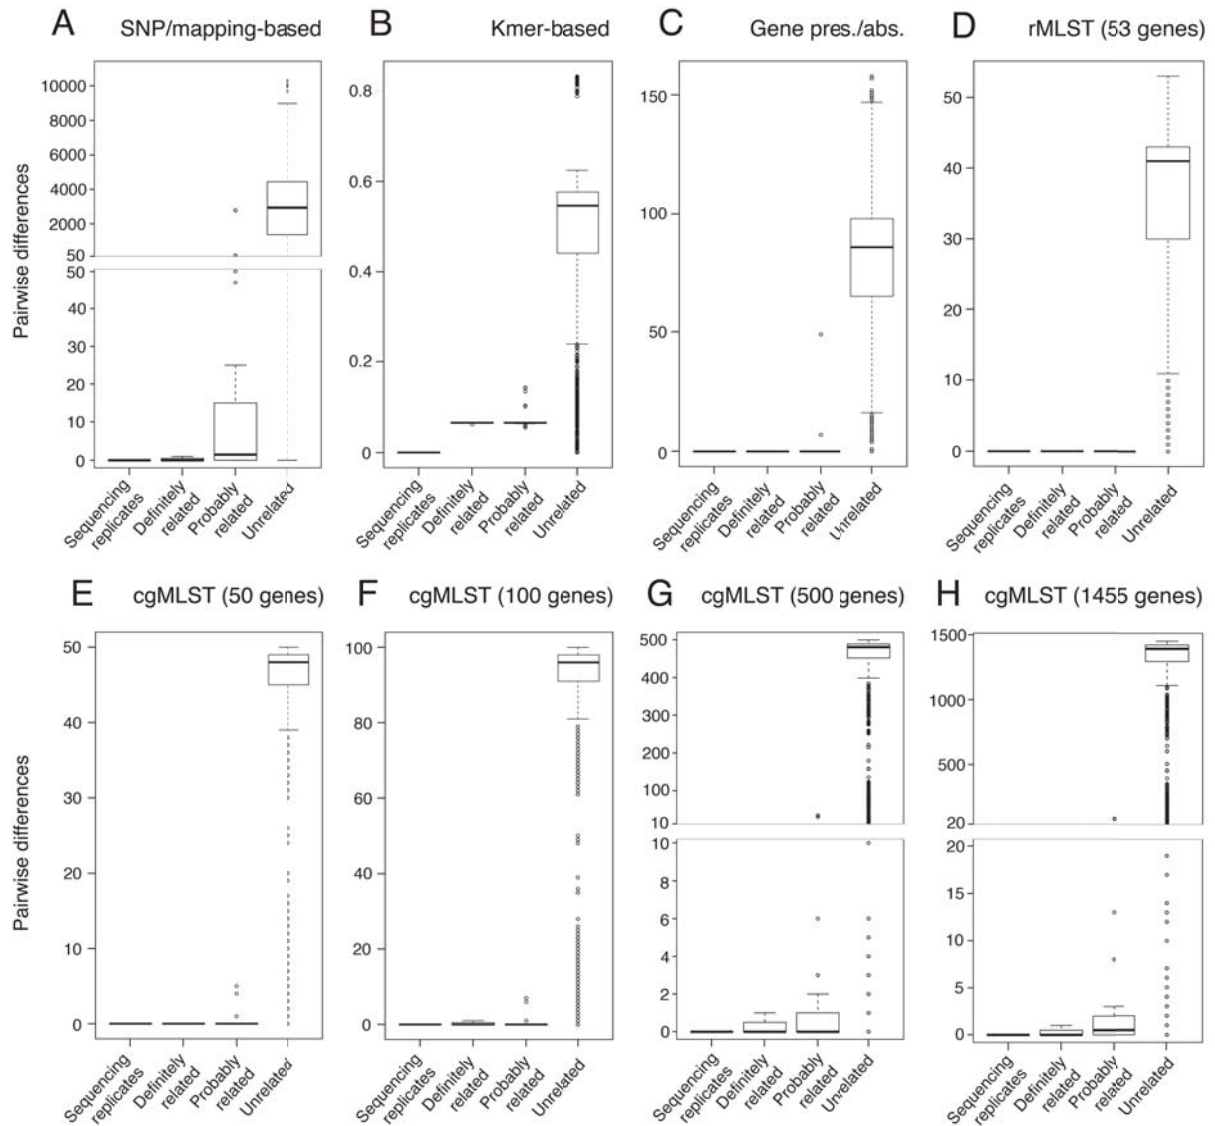 A SNP/mapping-based
B Kmer-based
C Gene pres./abs.
D rMLST (53 genes)
Pairwise differences
10000
8000
6000
4000
2000
50
50
40
30
20
10
0
Sequencing replicates
Definitely related
Probably related
Unrelated
0.8
0.6
0.4
0.2
0
Sequencing replicates
Definitely related
Probably related
Unrelated
150
100
50
0
Sequencing replicates
Definitely related
Probably related
Unrelated
50
40
30
20
10
0
Sequencing replicates
Definitely related
Probably related
Unrelated
E cgMLST (50 genes)
F cgMLST (100 genes)
G cgMLST (500 genes)
H cgMLST (1455 genes)
Pairwise differences
50
40
30
20
10
0
Sequencing replicates
Definitely related
Probably related
Unrelated
100
80
60
40
20
0
Sequencing replicates
Definitely related
Probably related
Unrelated
500
400
300
200
100
10
10
8
6
4
2
0
Sequencing replicates
Definitely related
Probably related
Unrelated
1500
1000
500
20
20
15
10
5
0
Sequencing replicates
Definitely related
Probably related
Unrelated